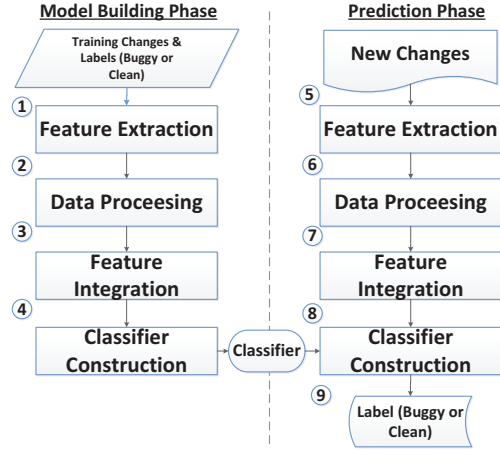 Model Building Phase
Training Changes &
Labels (Buggy or
Clean)
1
Feature Extraction
2
Data Proceesing
3
Feature
Integration
4
Classifier
Construction
Classifier
Prediction Phase
New Changes
5
Feature Extraction
6
Data Proceesing
7
Feature
Integration
8
Classifier
Construction
9
Label (Buggy or
Clean)